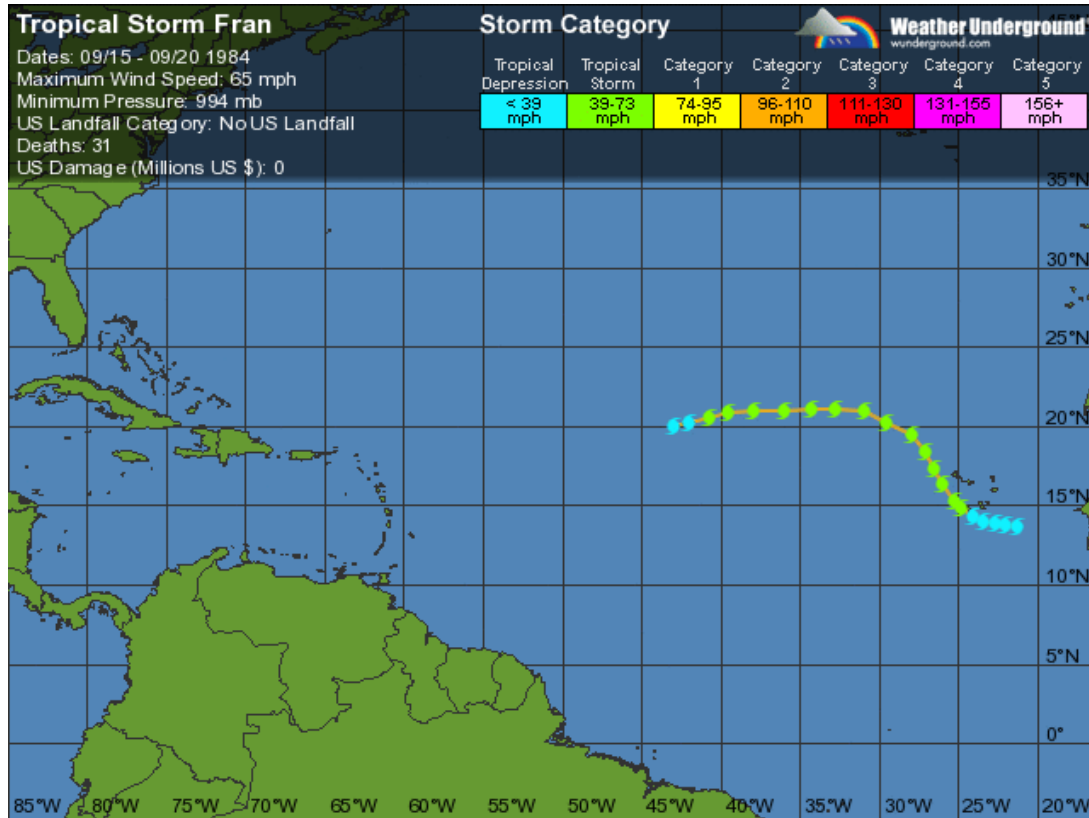 Tropical Storm Fran
Dates: 09/15 - 09/20 1984
Maximum Wind Speed: 65 mph
Minimum Pressure: 994 mb
US Landfall Category: No US Landfall
Deaths: 31
US Damage (Millions US $): 0
Storm Category
Weather Underground
wunderground.com
Tropical Depression
Tropical Storm
Category 1
Category 2
Category 3
Category 4
Category 5
< 39 mph
39-73 mph
74-95 mph
96-110 mph
111-130 mph
131-155 mph
156+ mph
45°N
35°N
30°N
25°N
20°N
15°N
10°N
5°N
0°
85°W 80°W 75°W 70°W 65°W 60°W 55°W 50°W 45°W 40°W 35°W 30°W 25°W 20°W